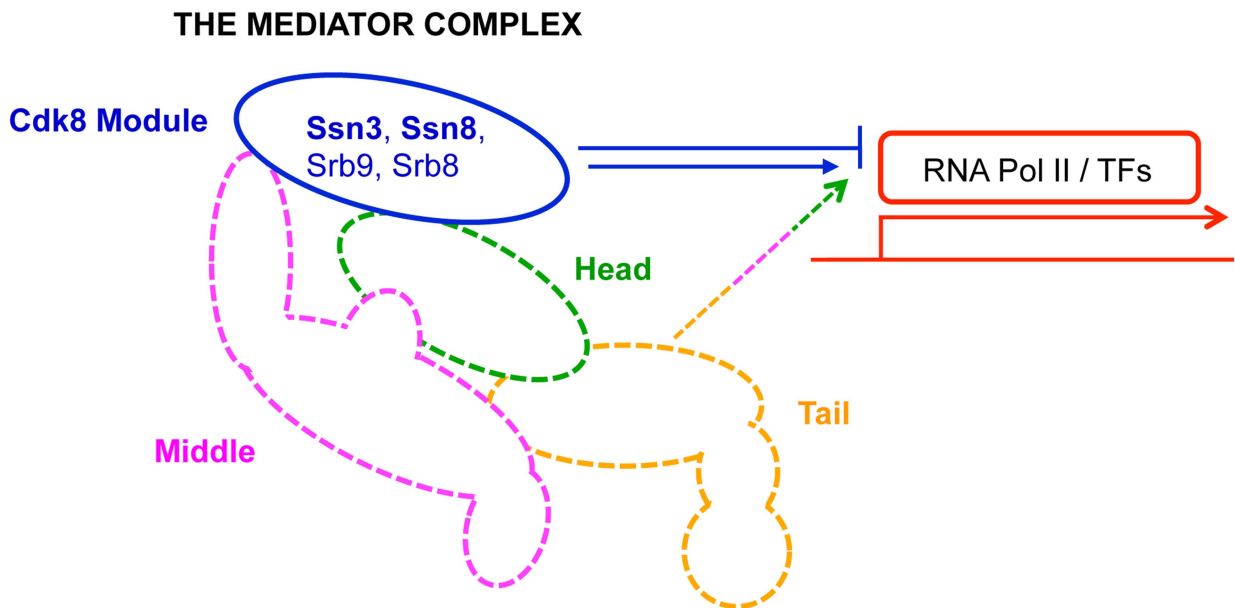 THE MEDIATOR COMPLEX
Cdk8 Module
Ssn3, Ssn8,
Srb9, Srb8
RNA Pol II / TFs
Head
Tail
Middle